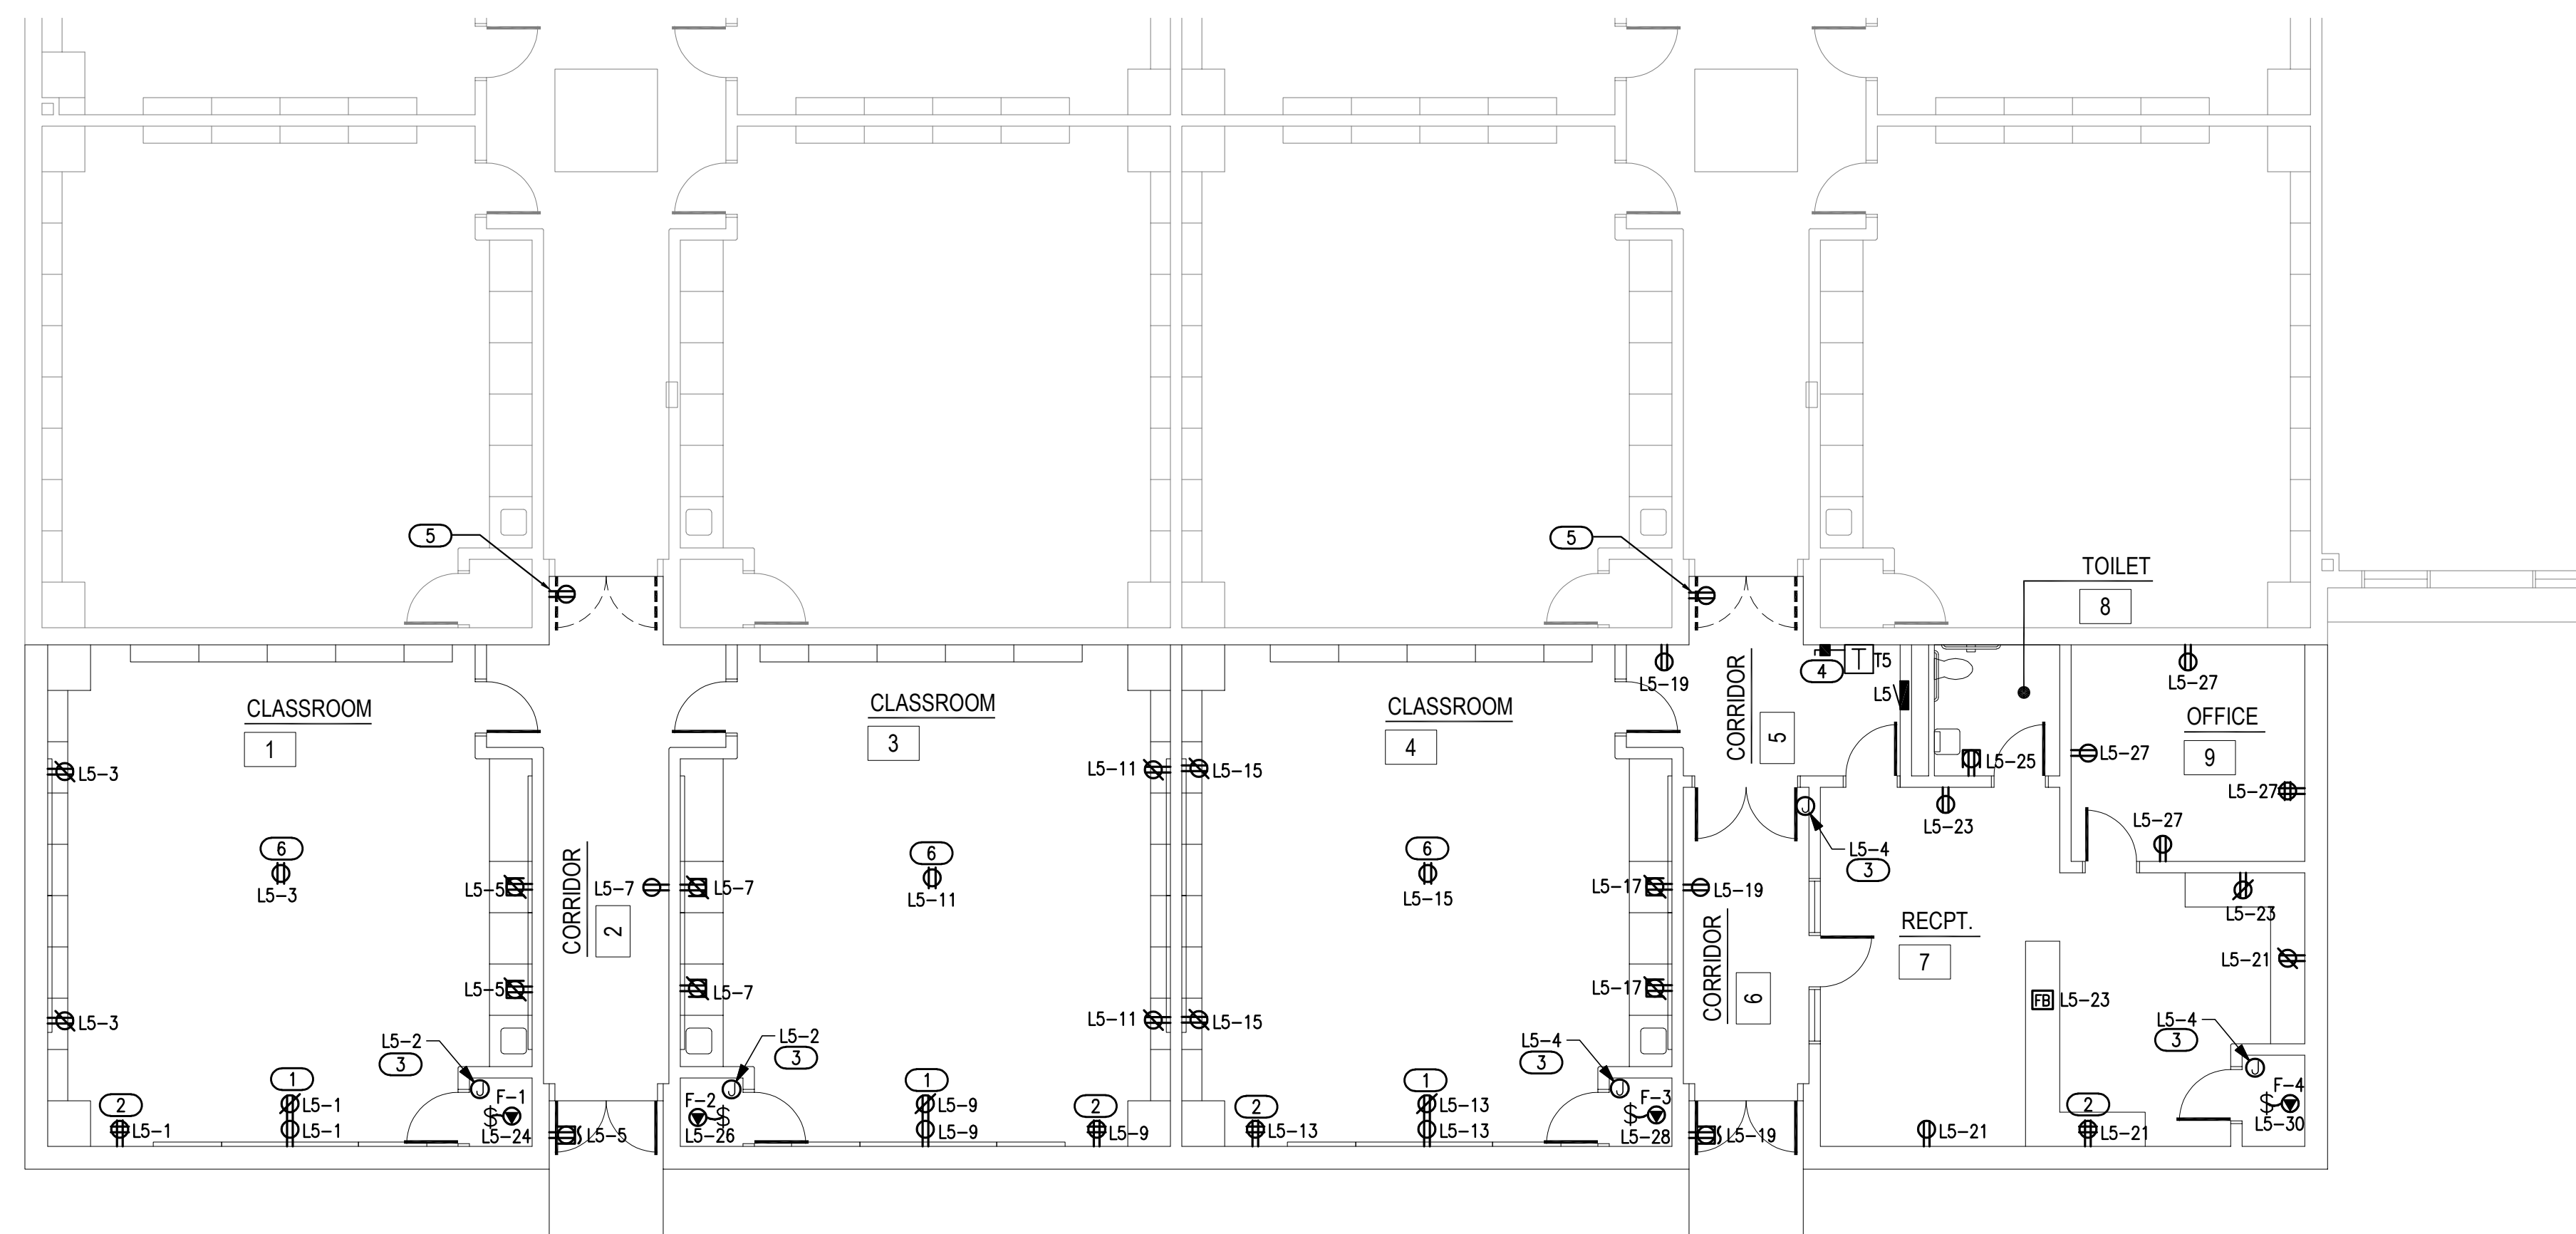 5
5
TOILET
8
CLASSROOM
1
CLASSROOM
3
CLASSROOM
4
L5-19
CORRIDOR
5
4
T
T5
L5
L5-25
L5-27
OFFICE
9
L5-27
L5-27
L5-27
L5-23
L5-3
L5-11
L5-15
6
L5-3
6
L5-11
6
L5-15
J
L5-4
3
L5-5
CORRIDOR
2
L5-7
L5-7
L5-17
L5-19
CORRIDOR
6
RECPT.
7
L5-23
L5-21
FB
L5-23
L5-5
L5-7
L5-17
L5-3
L5-11
L5-15
L5-2
3
J
L5-2
3
J
L5-4
3
J
L5-4
3
J
1
L5-1
L5-1
2
L5-1
F-1
$
L5-24
L5-5
F-2
$
L5-26
1
L5-9
L5-9
2
L5-9
2
L5-13
1
L5-13
L5-13
F-3
$
L5-28
L5-19
L5-21
2
L5-21
F-4
$
L5-30